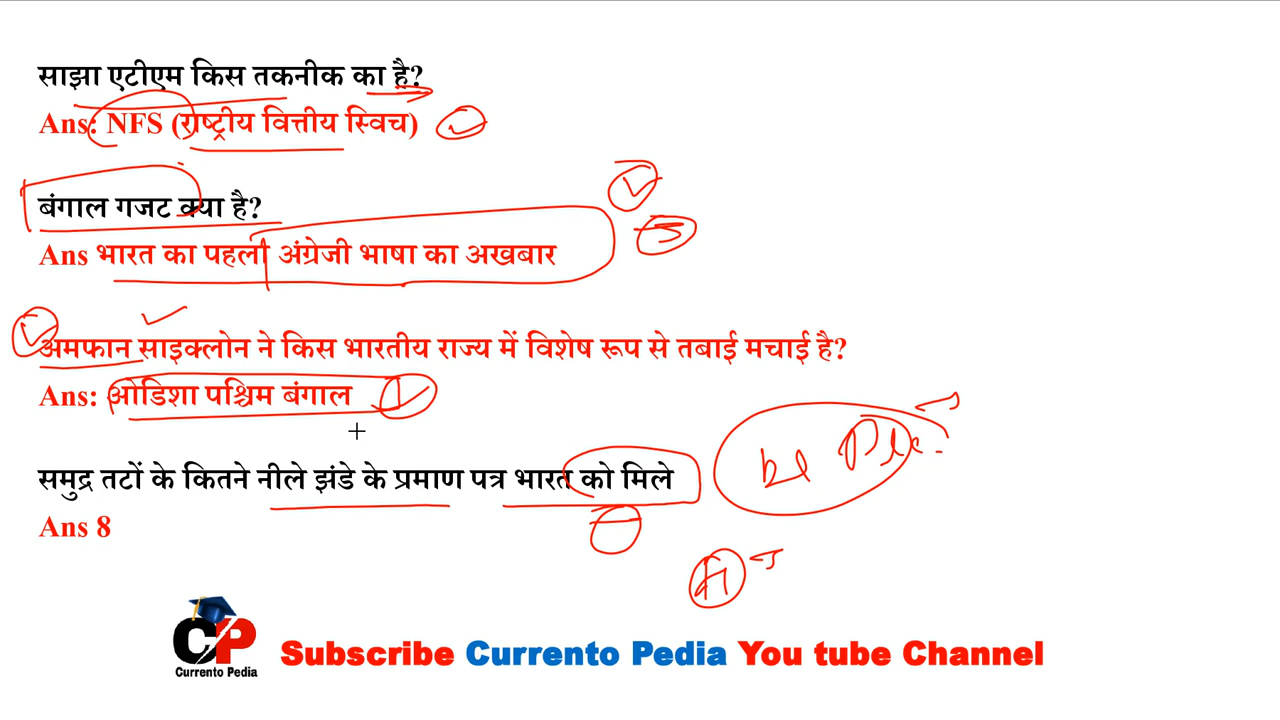 साझा एटीएम किस तकनीक का है?
Ans: NFS (राष्ट्रीय वित्तीय स्विच)
बंगाल गजट क्या है?
Ans भारत का पहली अंग्रेजी भाषा का अखबार
अमफान साइक्लोन ने किस भारतीय राज्य में विशेष रूप से तबाई मचाई है?
Ans: ओडिशा पश्चिम बंगाल
समुद्र तटों के कितने नीले झंडे के प्रमाण पत्र भारत को मिले
Ans 8
CP
Currento Pedia
Subscribe Currento Pedia You tube Channel